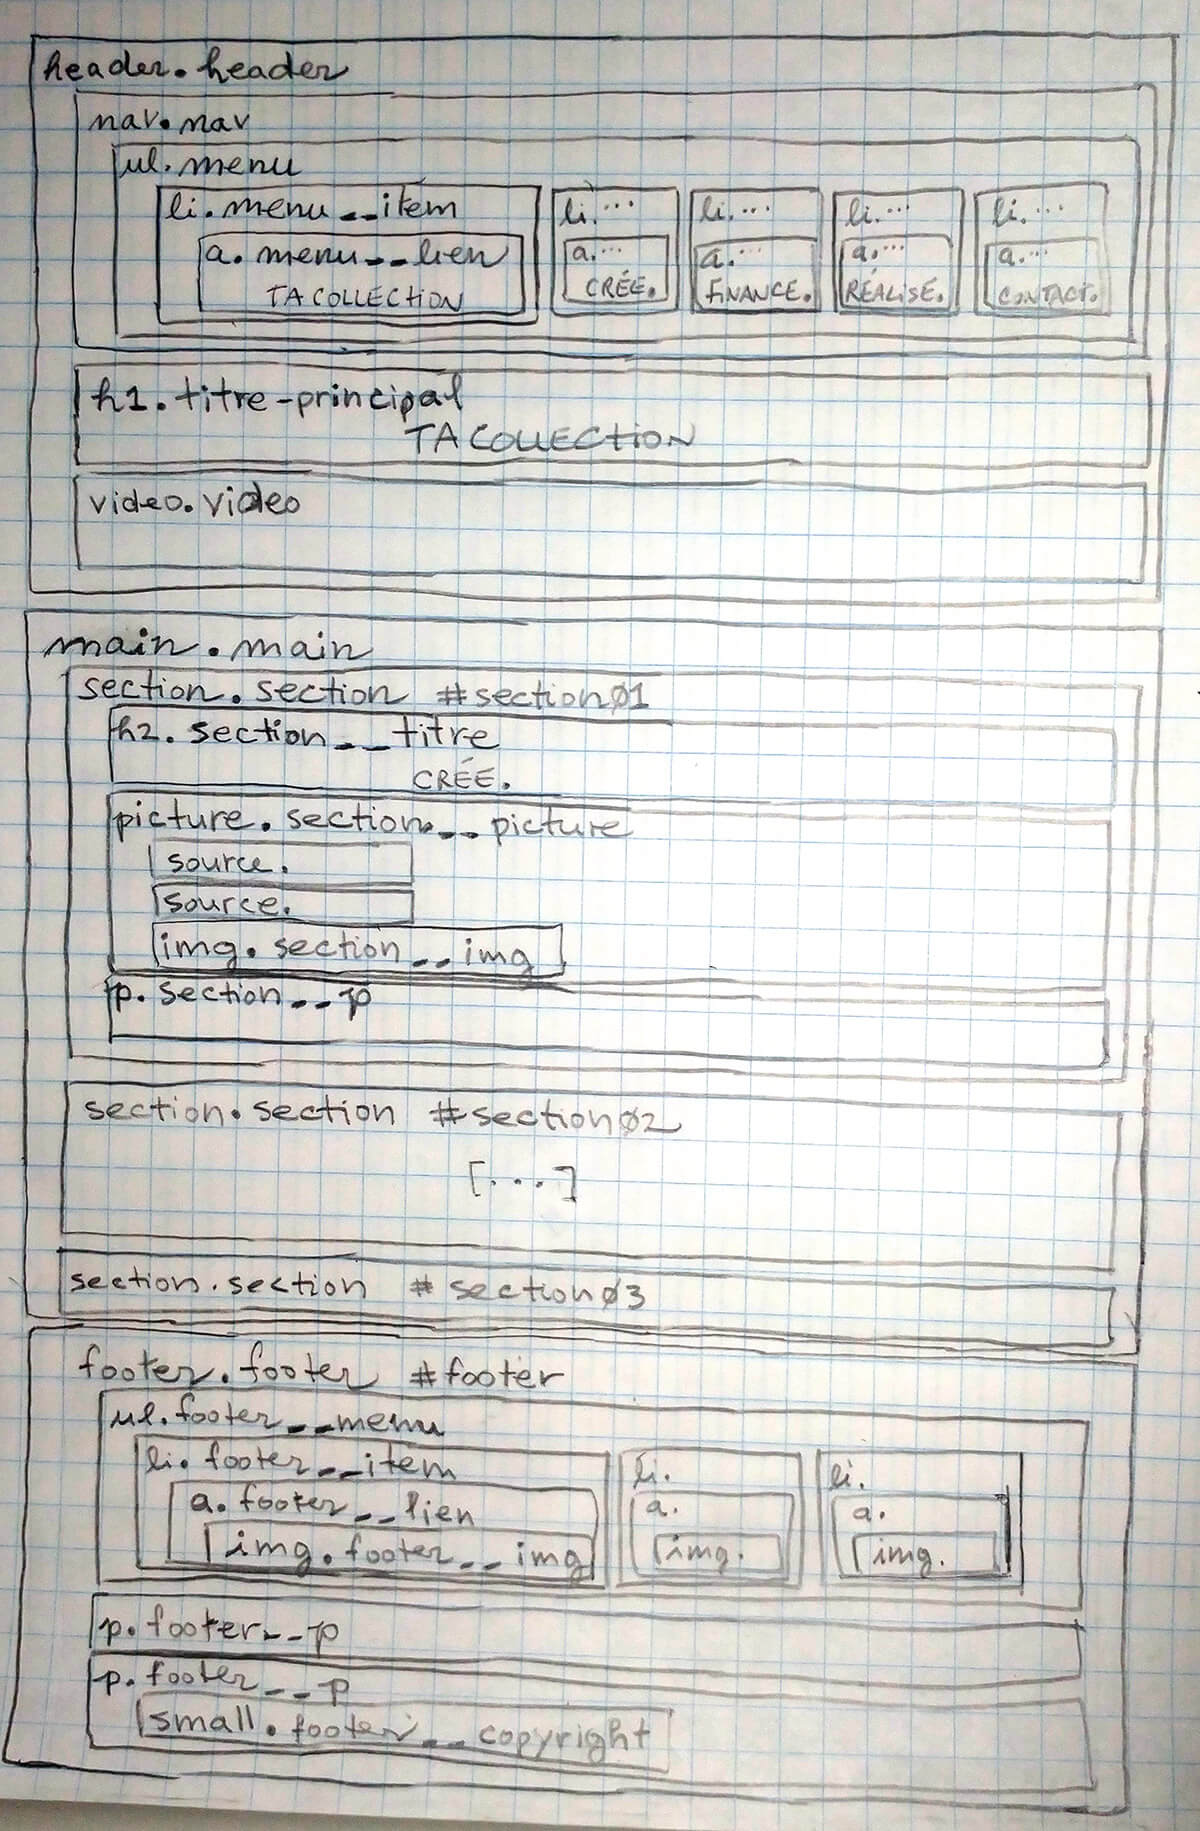 header.header
nav.nav
ul.menu
li.menu__item li.... li.... li.... li....
a.menu__lien a.... a.... a.... a....
TA COLLECTION CRÉE. FINANCE. RÉALISE. CONTACT.
h1.titre-principal
TA COLLECTION
video.video
main.main
section.section #section01
h2.section__titre
CRÉE.
picture.section__picture
source.
source.
img.section__img
p.section__p
section.section #section02
[...]
section.section #section03
footer.footer #footer
ul.footer__menu
li.footer__item li. li.
a.footer__lien a. a.
img.footer__img img. img.
p.footer__p
p.footer__p
small.footer__copyright